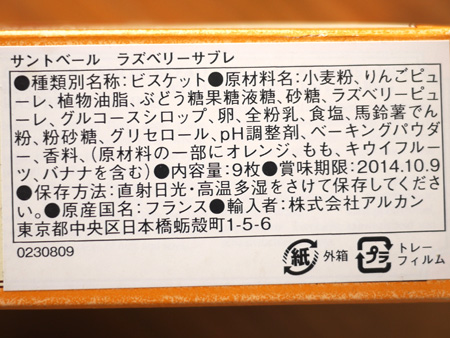 サントベール　ラズベリーサブレ
●種類別名称：ビスケット●原材料名：小麦粉、りんごピュ
ーレ、植物油脂、ぶどう糖果糖液糖、砂糖、ラズベリーピュ
ーレ、グルコースシロップ、卵、全粉乳、食塩、馬鈴薯でん
粉、粉砂糖、グリセロール、pH調整剤、ベーキングパウダ
ー、香料、（原材料の一部にオレンジ、もも、キウイフルー
ツ、バナナを含む）●内容量：9枚●賞味期限：2014.10.9
●保存方法：直射日光・高温多湿をさけて保存してくださ
い。●原産国名：フランス●輸入者：株式会社アルカン
東京都中央区日本橋蛎殻町1-5-6
0230809
紙 外箱 プラ トレー
フィルム